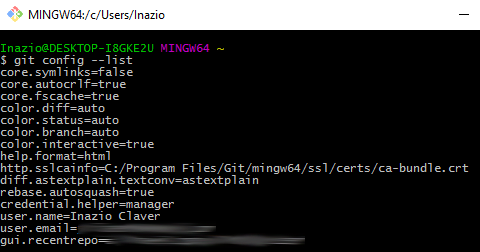 MINGW64:/c/Users/Inazio
Inazio@DESKTOP-I8GKE2U MINGW64 ~
$ git config --list
core.symlinks=false
core.autocrlf=true
core.fscache=true
color.diff=auto
color.status=auto
color.branch=auto
color.interactive=true
help.format=html
http.sslcainfo=C:/Program Files/Git/mingw64/ssl/certs/ca-bundle.crt
diff.astextplain.textconv=astextplain
rebase.autosquash=true
credential.helper=manager
user.name=Inazio Claver
user.email=
gui.recentrepo=